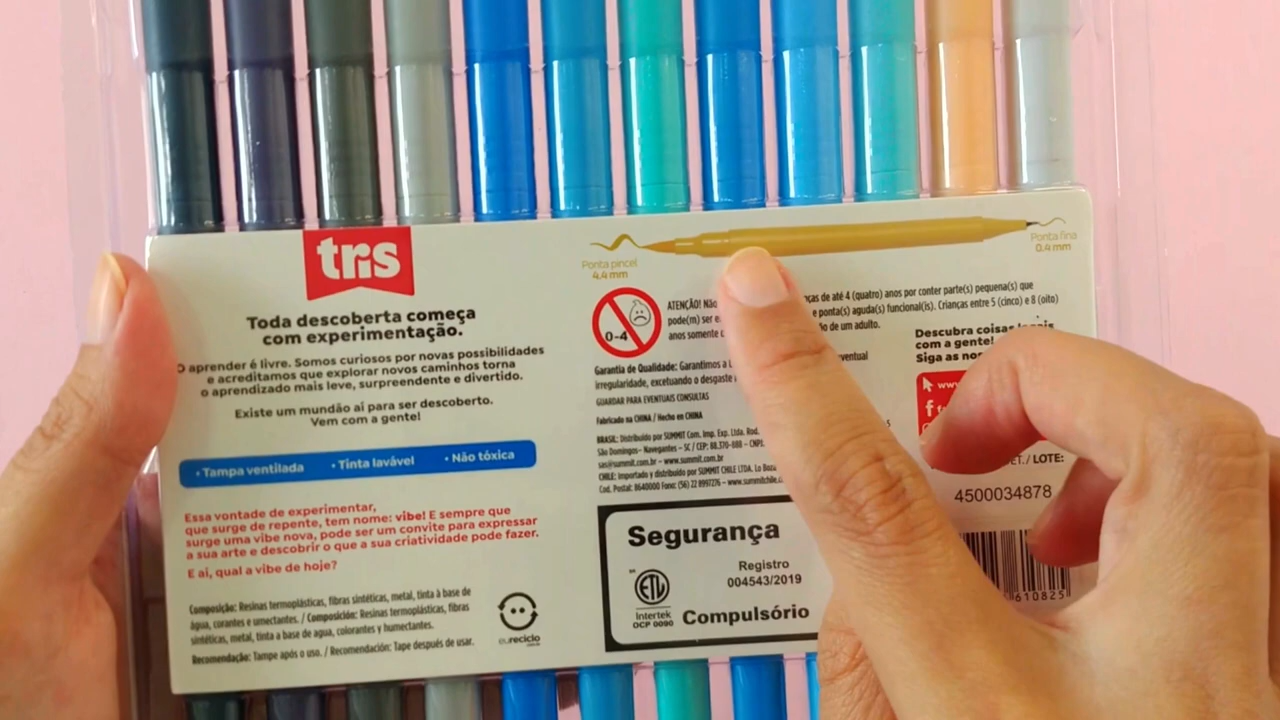 tris
Toda descoberta começa
com experimentação.
O aprender é livre. Somos curiosos por novas possibilidades
e acreditamos que explorar novos caminhos torna
o aprendizado mais leve, surpreendente e divertido.
Existe um mundão aí para ser descoberto.
Vem com a gente!
• Tampa ventilada • Tinta lavável • Não tóxica
Essa vontade de experimentar,
que surge de repente, tem nome: vibe! E sempre que
surge uma vibe nova, pode ser um convite para expressar
a sua arte e descobrir o que a sua criatividade pode fazer.
E aí, qual a vibe de hoje?
Composição: Resinas termoplásticas, fibras sintéticas, metal, tinta à base de
água, corantes e umectantes. / Composición: Resinas termoplásticas, fibras
sintéticas, metal, tinta a base de agua, colorantes y humectantes.
Recomendação: Tampe após o uso. / Recomendación: Tape después de usar.
eureciclo
Ponta pincel
4.4 mm
Ponta fina
0.4 mm
0-4
ATENÇÃO! Não de até 4 (quatro) anos por conter parte(s) pequena(s) que
pode(m) ser e ponta(s) aguda(s) funcional(is). Crianças entre 5 (cinco) e 8 (oito)
anos somente de um adulto.
Garantia de Qualidade: Garantimos a eventual
irregularidade, excetuando o desgaste
GUARDAR PARA EVENTUAIS CONSULTAS
Fabricado na CHINA / Hecho en CHINA
BRASIL: Distribuído por SUMMIT Com. Imp. Exp. Ltda. Rod.
São Domingos– Navegantes – SC / CEP: 88.370-888 – CNPJ
sas@summit.com.br – www.summit.com.br
CHILE: Importado y distribuido por SUMMIT CHILE LTDA. Lo
Cod. Postal: 8640000 Fono: (56) 22 8997276 – www.summitchile.c
Descubra coisas
com a gente!
Siga as
www
f
/ LOTE:
4500034878
610825
Segurança
ETL
Intertek
OCP 0090
Registro
004543/2019
Compulsório